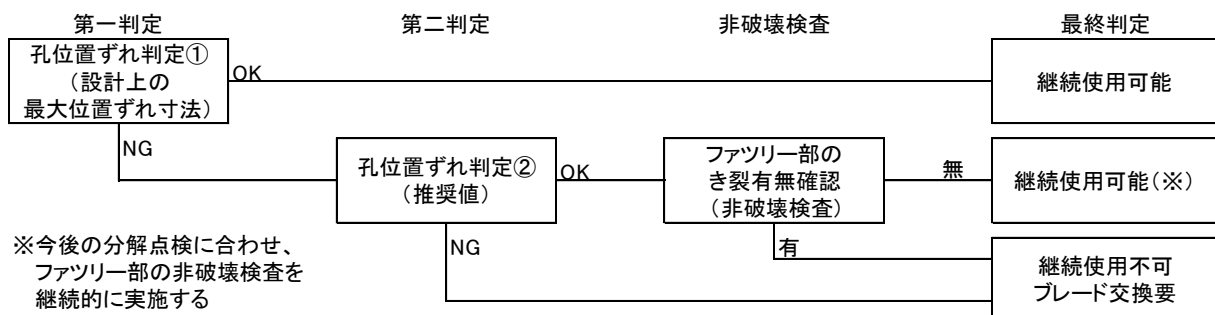 第一判定
第二判定
非破壊検査
最終判定
孔位置ずれ判定①
（設計上の
最大位置ずれ寸法）
OK
継続使用可能
NG
孔位置ずれ判定②
（推奨値）
OK
ファツリー部の
き裂有無確認
（非破壊検査）
無
継続使用可能（※）
NG
有
継続使用不可
ブレード交換要
※今後の分解点検に合わせ、
ファツリー部の非破壊検査を
継続的に実施する